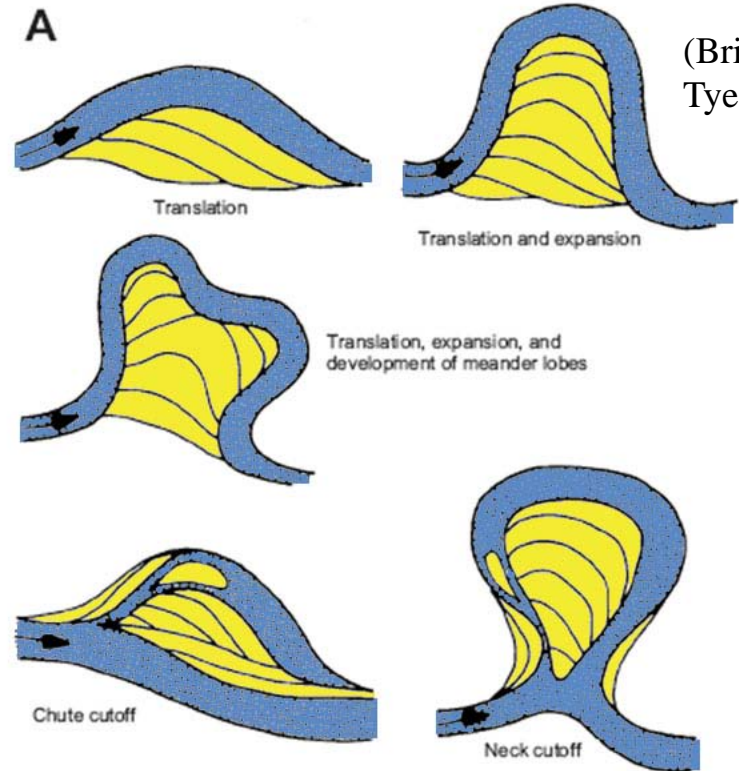 A
(Bri
Tye
Translation
Translation and expansion
Translation, expansion, and
development of meander lobes
Chute cutoff
Neck cutoff